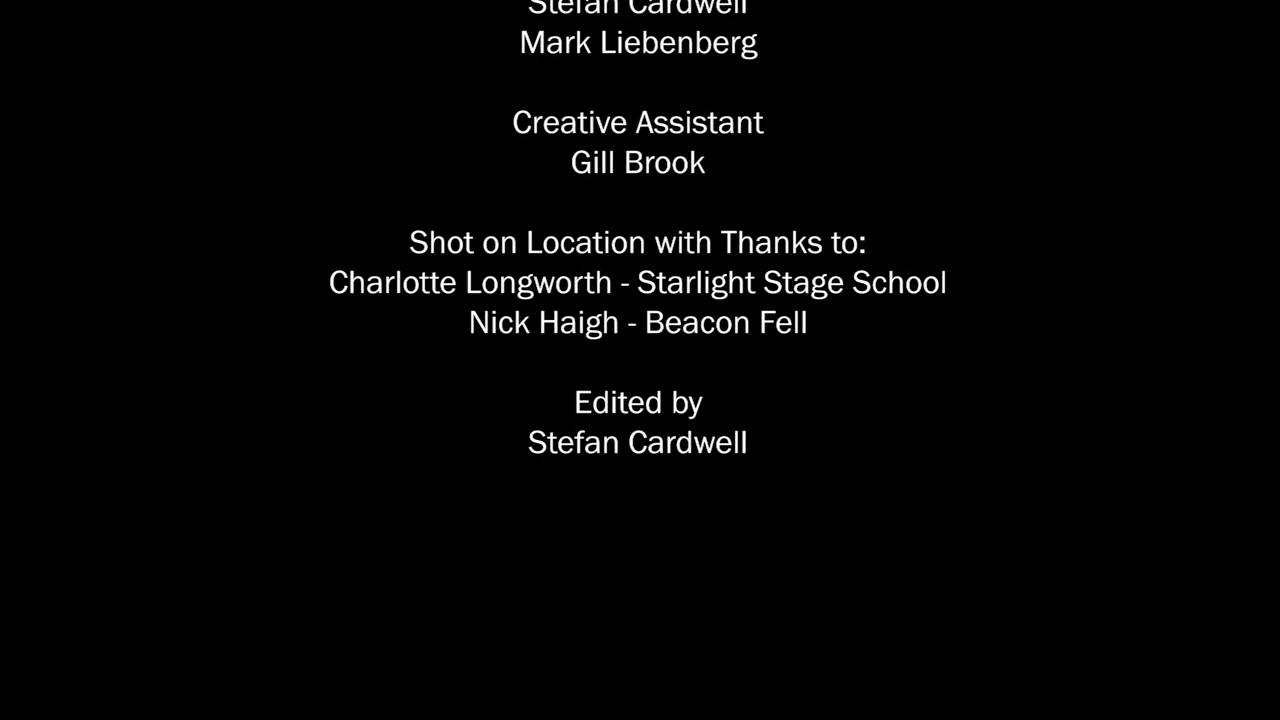 Stefan Cardwell
Mark Liebenberg
Creative Assistant
Gill Brook
Shot on Location with Thanks to:
Charlotte Longworth - Starlight Stage School
Nick Haigh - Beacon Fell
Edited by
Stefan Cardwell